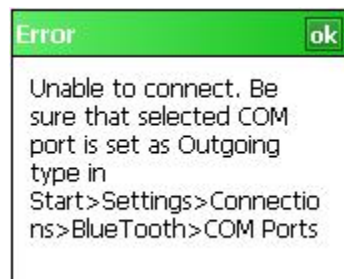 Error
ok
Unable to connect. Be
sure that selected COM
port is set as Outgoing
type in
Start>Settings>Connectio
ns>BlueTooth>COM Ports